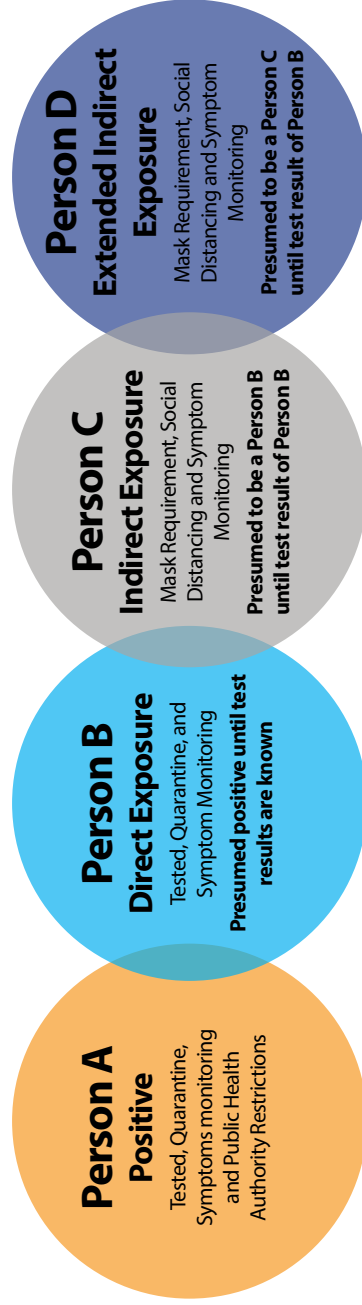 Person A
Positive
Tested, Quarantine,
Symptoms monitoring
and Public Health
Authority Restrictions
Person B
Direct Exposure
Tested, Quarantine, and
Symptom Monitoring
Presumed positive until test
results are known
Person C
Indirect Exposure
Mask Requirement, Social
Distancing and Symptom
Monitoring
Presumed to be a Person B
until test result of Person B
Person D
Extended Indirect
Exposure
Mask Requirement, Social
Distancing and Symptom
Monitoring
Presumed to be a Person C
until test result of Person B